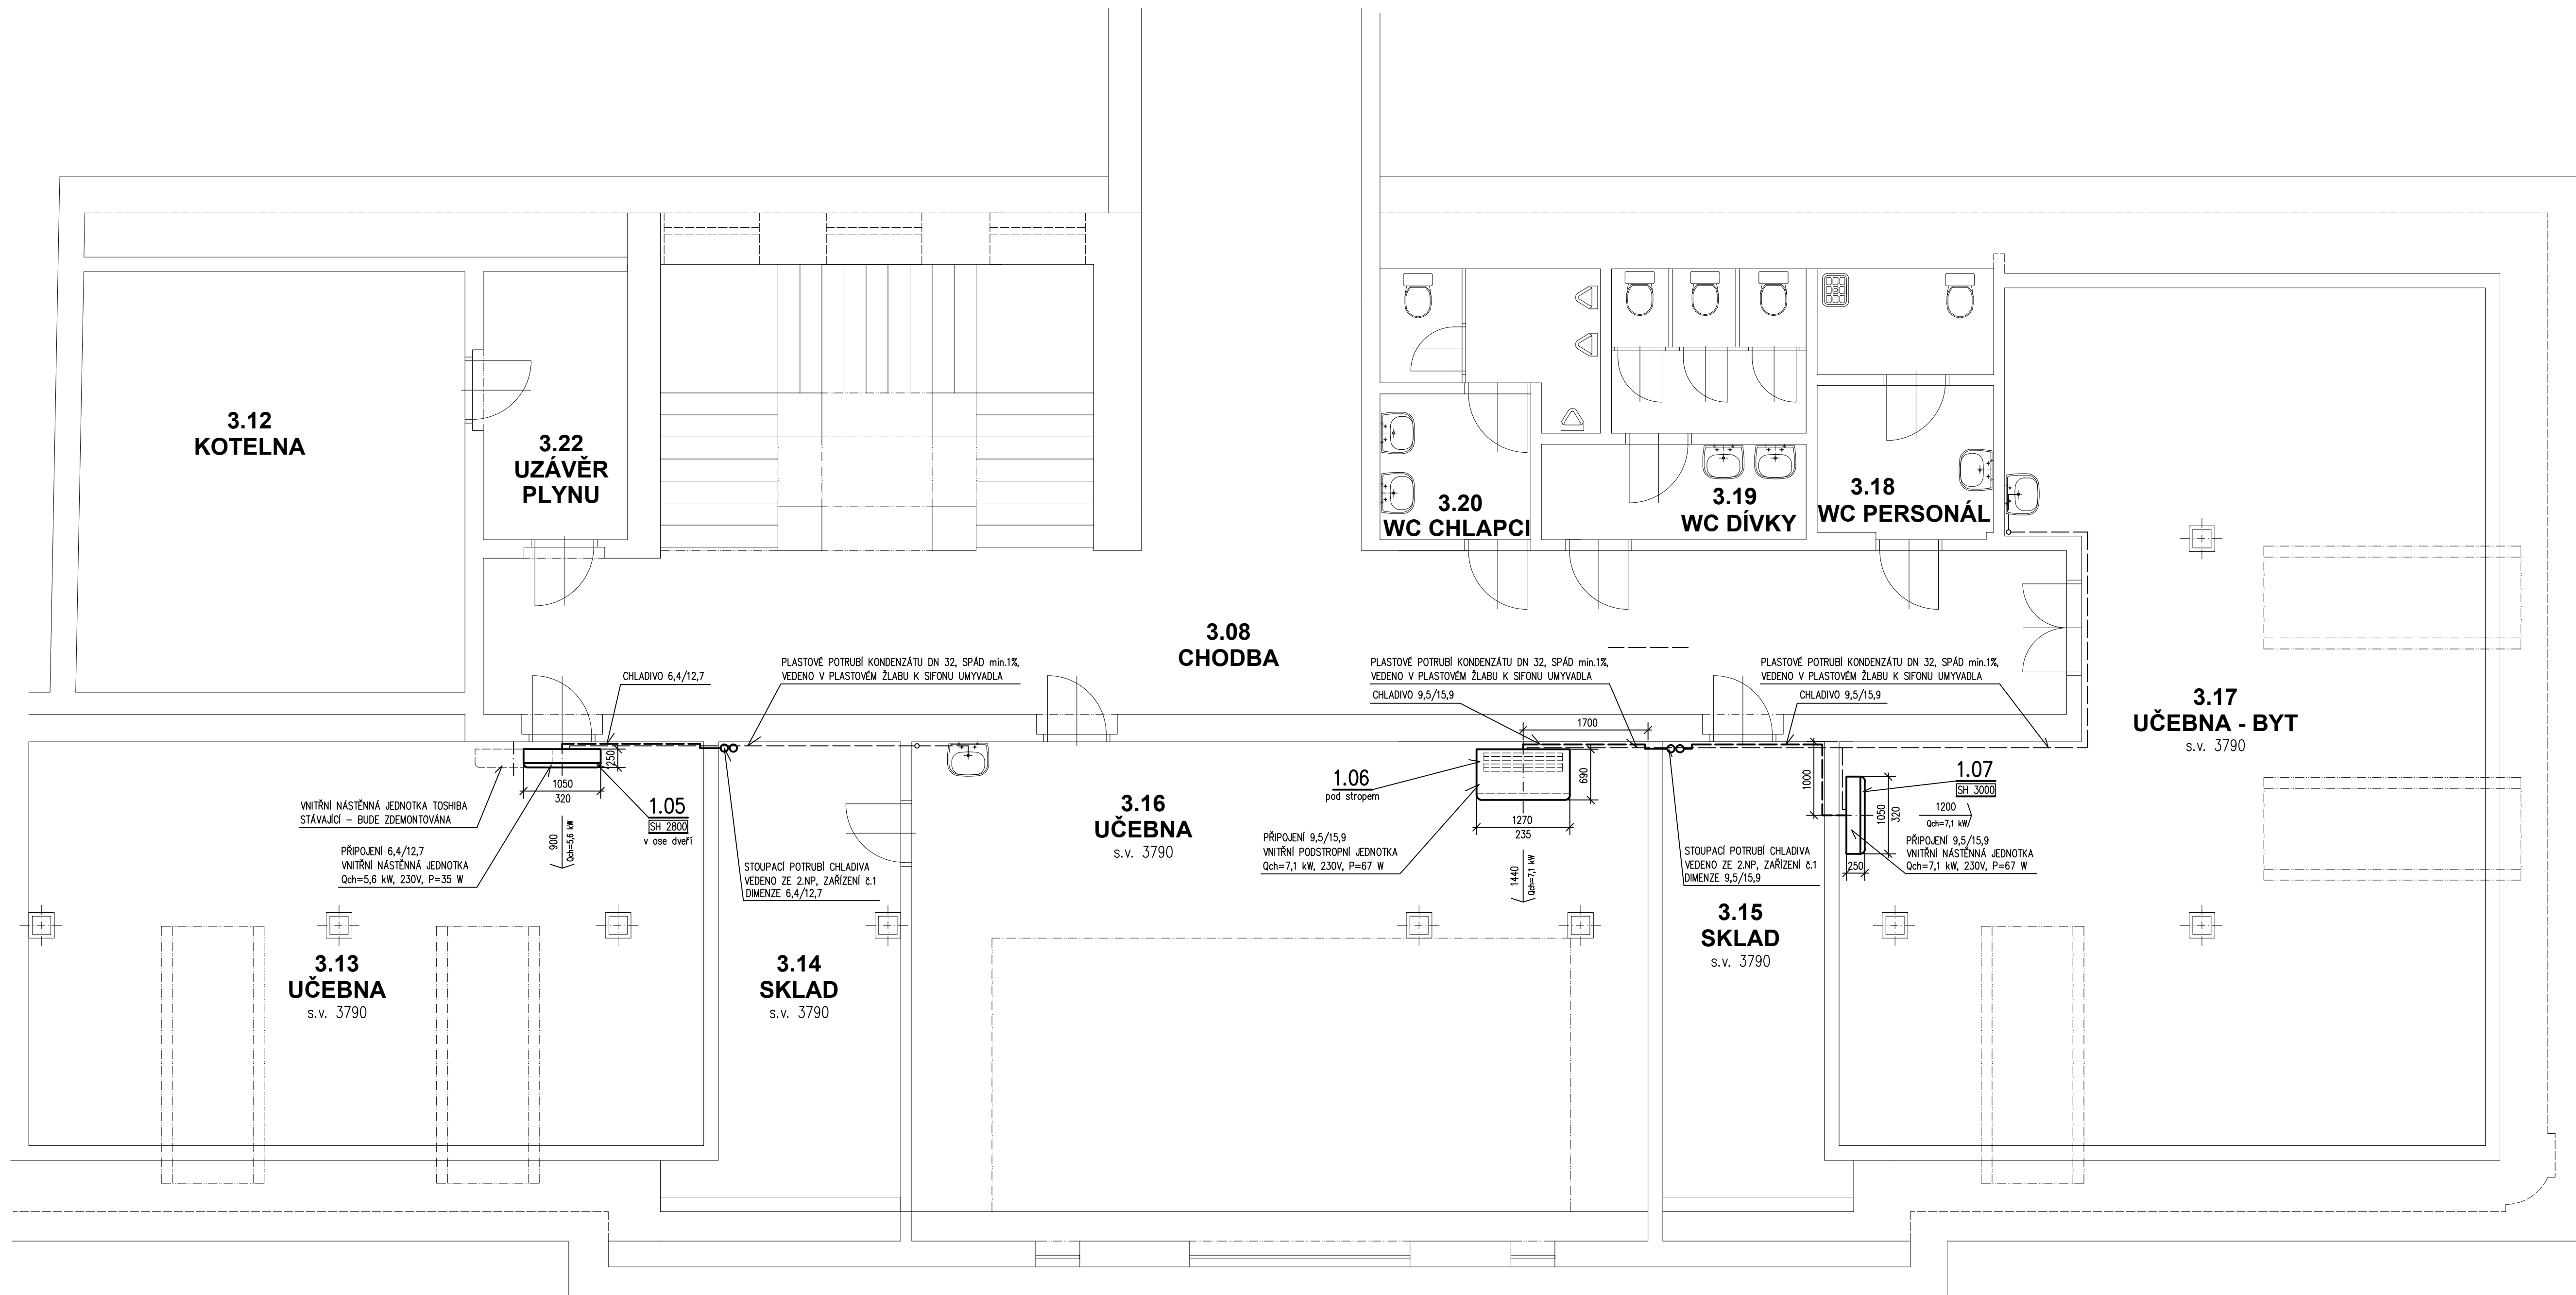 3.12
KOTELNA
3.22
UZÁVĚR
PLYNU
3.20
WC CHLAPCI
3.19
WC DÍVKY
3.18
WC PERSONÁL
3.08
CHODBA
CHLADIVO 6,4/12,7
PLASTOVÉ POTRUBÍ KONDENZÁTU DN 32, SPÁD min.1%,
VEDENO V PLASTOVÉM ŽLABU K SIFONU UMYVADLA
PLASTOVÉ POTRUBÍ KONDENZÁTU DN 32, SPÁD min.1%,
VEDENO V PLASTOVÉM ŽLABU K SIFONU UMYVADLA
CHLADIVO 9,5/15,9
PLASTOVÉ POTRUBÍ KONDENZÁTU DN 32, SPÁD min.1%,
VEDENO V PLASTOVÉM ŽLABU K SIFONU UMYVADLA
CHLADIVO 9,5/15,9
3.17
UČEBNA - BYT
s.v. 3790
1700
250
1050
320
VNITŘNÍ NÁSTĚNNÁ JEDNOTKA TOSHIBA
STÁVAJÍCÍ – BUDE ZDEMONTOVÁNA
1.05
SH 2800
v ose dveří
900
Qch=5,6 kW
PŘIPOJENÍ 6,4/12,7
VNITŘNÍ NÁSTĚNNÁ JEDNOTKA
Qch=5,6 kW, 230V, P=35 W
STOUPACÍ POTRUBÍ CHLADIVA
VEDENO ZE 2.NP, ZAŘÍZENÍ č.1
DIMENZE 6,4/12,7
3.16
UČEBNA
s.v. 3790
1.06
pod stropem
690
1270
235
PŘIPOJENÍ 9,5/15,9
VNITŘNÍ PODSTROPNÍ JEDNOTKA
Qch=7,1 kW, 230V, P=67 W
1440
Qch=7,1 kW
1000
STOUPACÍ POTRUBÍ CHLADIVA
VEDENO ZE 2.NP, ZAŘÍZENÍ č.1
DIMENZE 9,5/15,9
1.07
SH 3000
1050
320
1200
Qch=7,1 kW
250
PŘIPOJENÍ 9,5/15,9
VNITŘNÍ NÁSTĚNNÁ JEDNOTKA
Qch=7,1 kW, 230V, P=67 W
3.13
UČEBNA
s.v. 3790
3.14
SKLAD
s.v. 3790
3.15
SKLAD
s.v. 3790